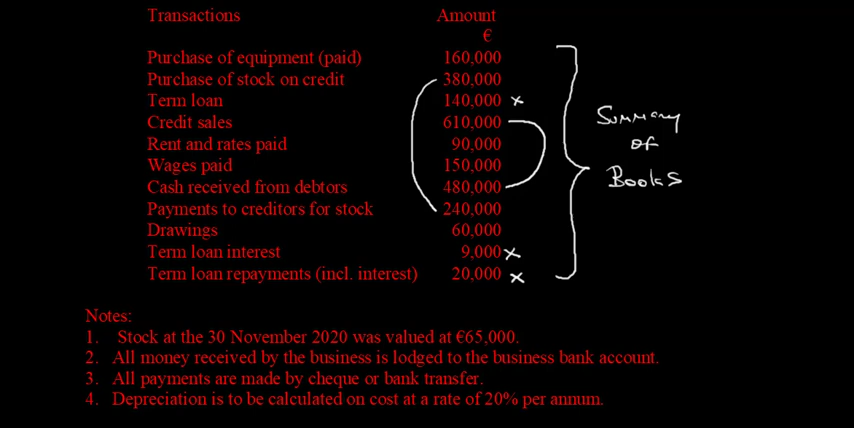 Transactions Amount
€
Purchase of equipment (paid) 160,000
Purchase of stock on credit 380,000
Term loan 140,000 x
Credit sales 610,000
Rent and rates paid 90,000
Wages paid 150,000
Cash received from debtors 480,000
Payments to creditors for stock 240,000
Drawings 60,000
Term loan interest 9,000 x
Term loan repayments (incl. interest) 20,000 x
Summary
of
Books
Notes:
1. Stock at the 30 November 2020 was valued at €65,000.
2. All money received by the business is lodged to the business bank account.
3. All payments are made by cheque or bank transfer.
4. Depreciation is to be calculated on cost at a rate of 20% per annum.